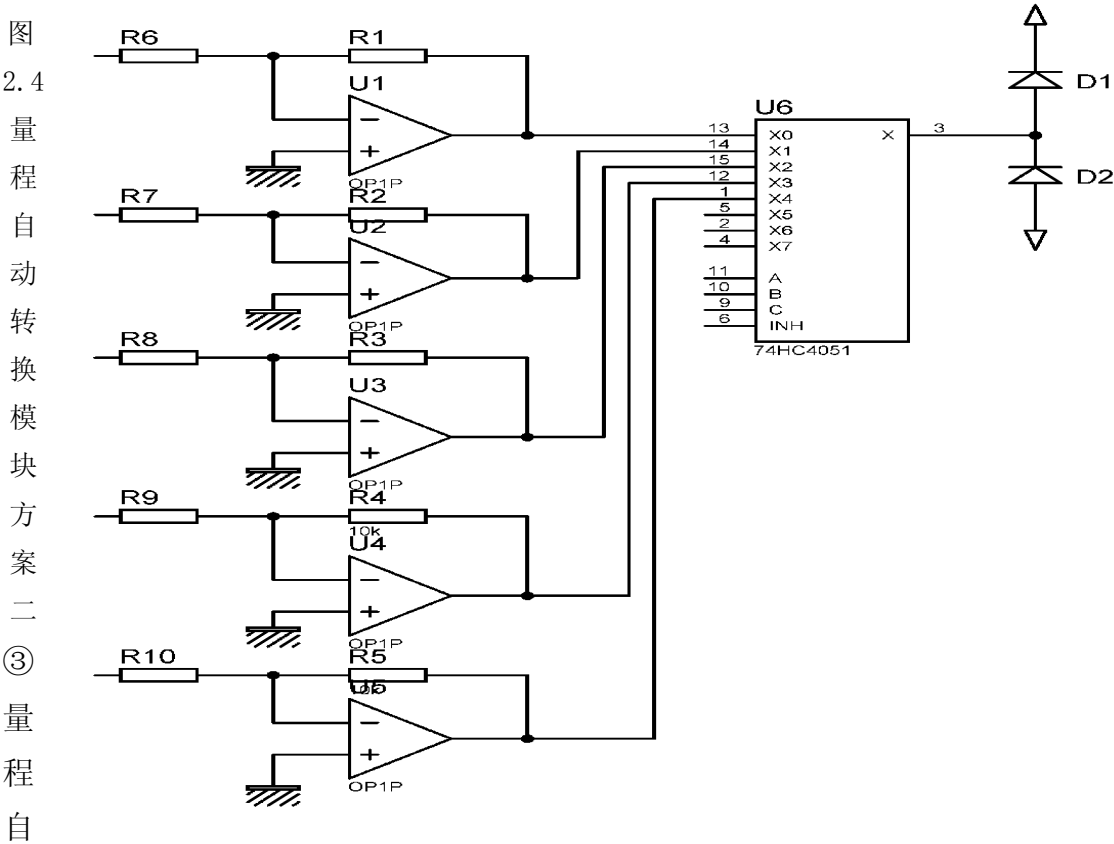 图
2.4
量
程
自
动
转
换
模
块
方
案
二
③
量
程
自
R6
R1
U1
OP1P
R7
R2
U2
OP1P
R8
R3
U3
OP1P
R9
R4
10k
U4
OP1P
R10
R5
10k
U5
OP1P
U6
13 X0
14 X1
15 X2
12 X3
1 X4
5 X5
2 X6
4 X7
11 A
10 B
9 C
6 INH
X 3
74HC4051
D1
D2